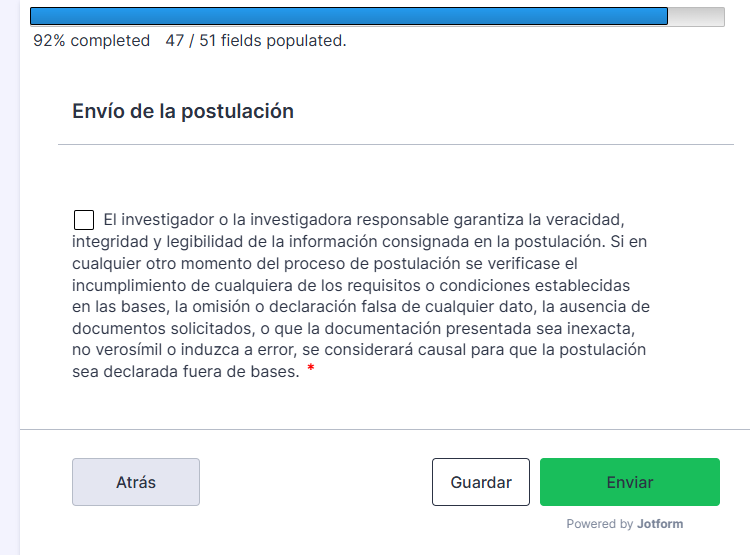 92% completed 47 / 51 fields populated.
Envío de la postulación
El investigador o la investigadora responsable garantiza la veracidad,
integridad y legibilidad de la información consignada en la postulación. Si en
cualquier otro momento del proceso de postulación se verificase el
incumplimiento de cualquiera de los requisitos o condiciones establecidas
en las bases, la omisión o declaración falsa de cualquier dato, la ausencia de
documentos solicitados, o que la documentación presentada sea inexacta,
no verosímil o induzca a error, se considerará causal para que la postulación
sea declarada fuera de bases. *
Atrás Guardar Enviar
Powered by Jotform